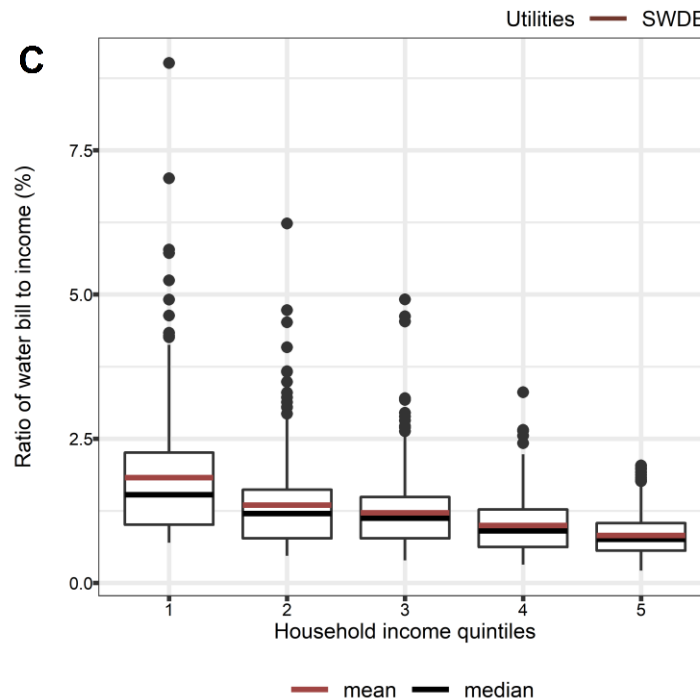 Utilities SWDE
C
Ratio of water bill to income (%)
7.5
5.0
2.5
0.0
1 2 3 4 5
Household income quintiles
mean median